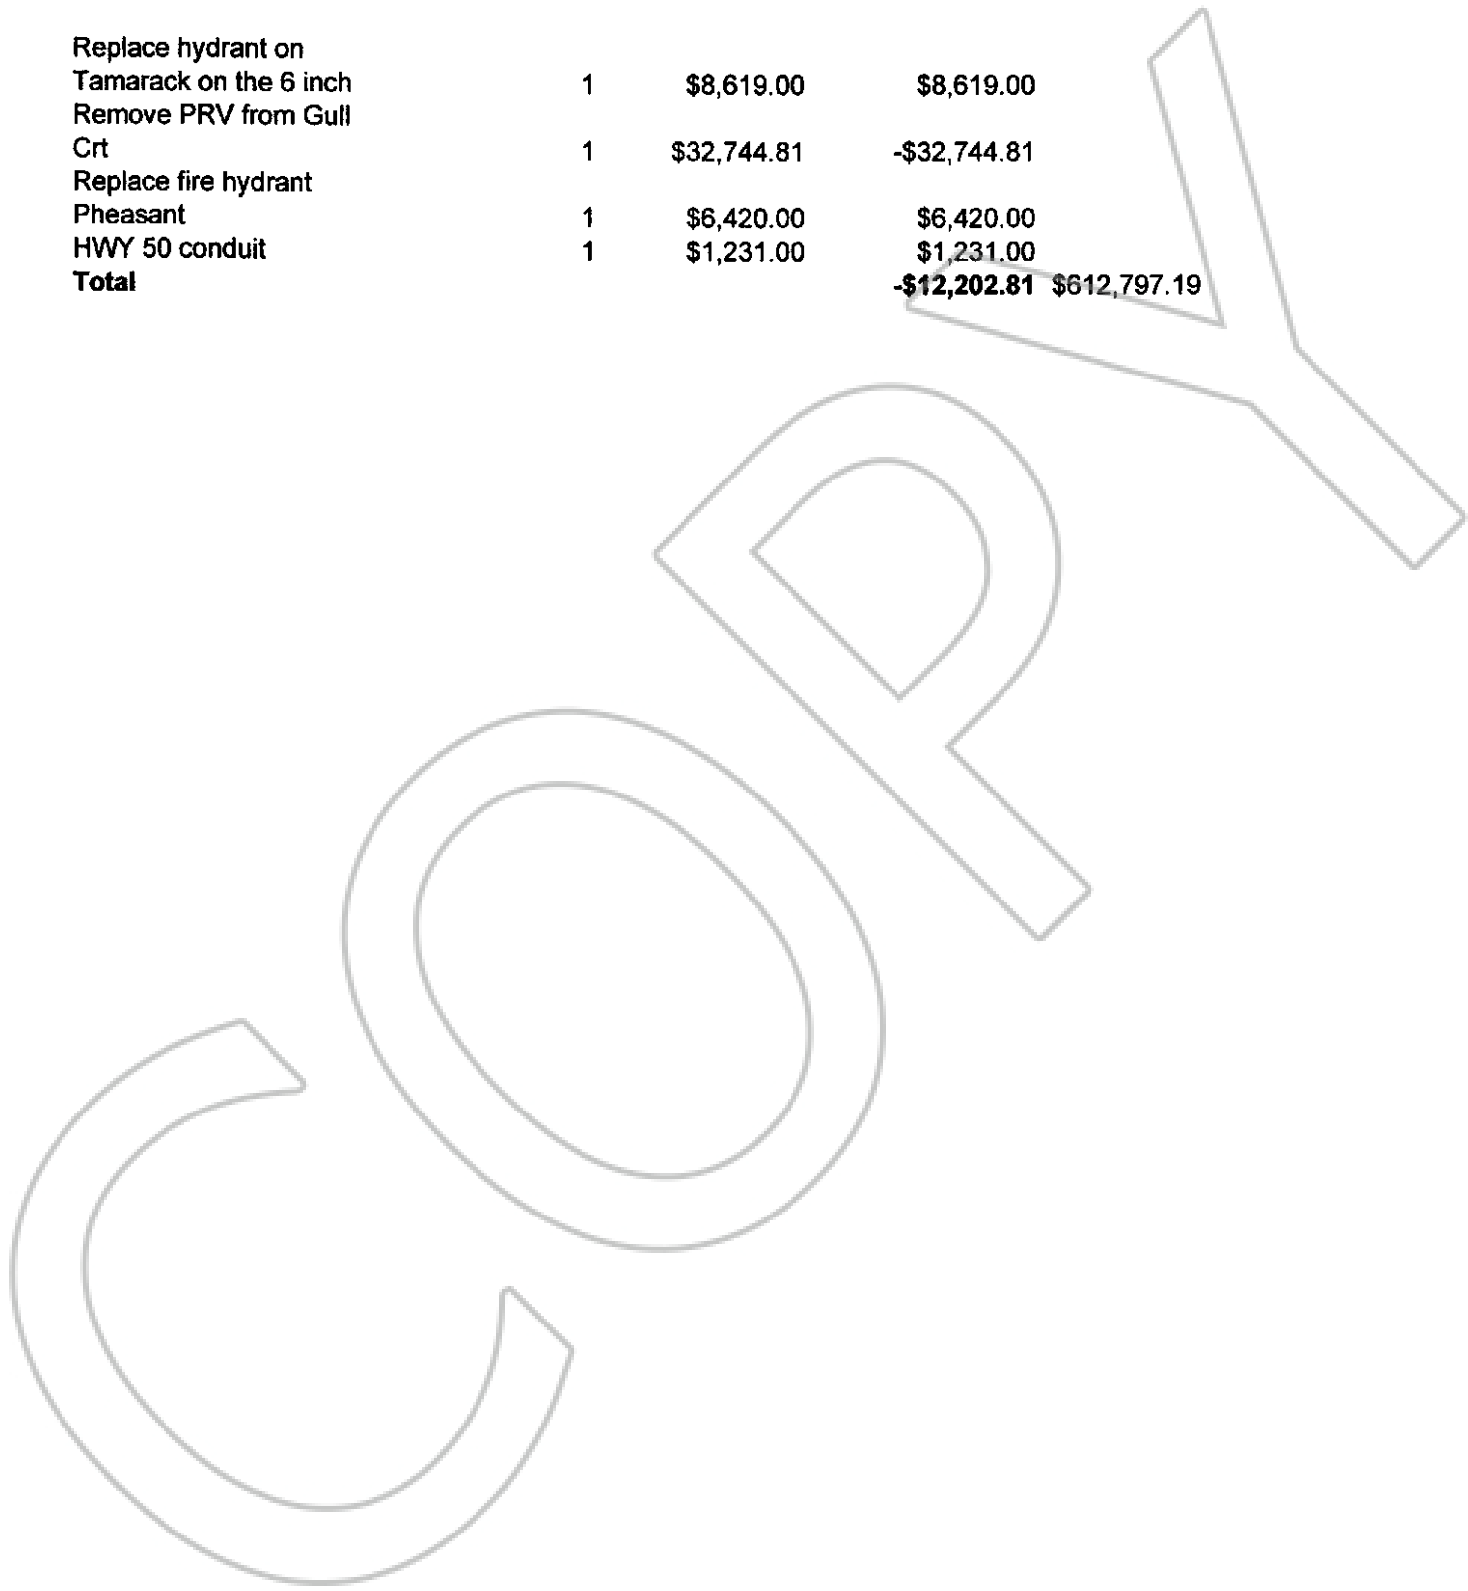 Replace hydrant on
Tamarack on the 6 inch 1 $8,619.00 $8,619.00
Remove PRV from Gull
Crt 1 $32,744.81 -$32,744.81
Replace fire hydrant
Pheasant 1 $6,420.00 $6,420.00
HWY 50 conduit 1 $1,231.00 $1,231.00
Total -$12,202.81 $612,797.19
COPY